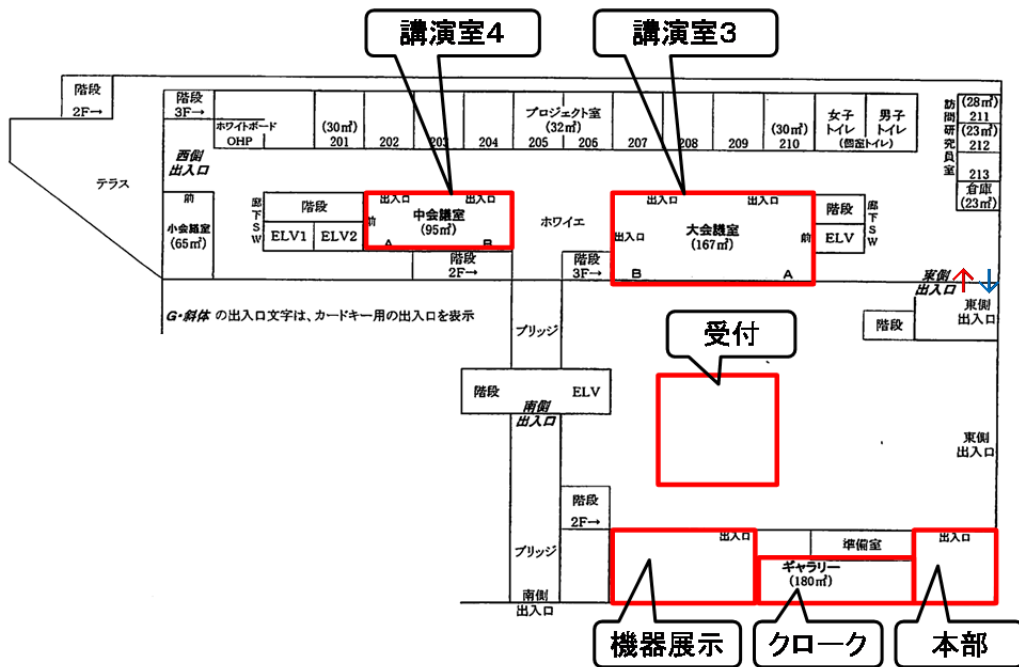 講演室4
講演室3
階段
2F→
階段
3F→
ホワイトボード
OHP
(30㎡)
201
202
203
204
プロジェクト室
(32㎡)
205
206
207
208
209
(30㎡)
210
女子
トイレ
男子
トイレ
(個室トイレ)
訪問研究員室
(28㎡)
211
(23㎡)
212
213
倉庫
(23㎡)
テラス
西側
出入口
前
小会議室
(65㎡)
廊下SW
階段
ELV1
ELV2
出入口
出入口
中会議室
(95㎡)
前
A
B
階段
2F→
ホワイエ
階段
3F→
出入口
出入口
出入口
大会議室
(167㎡)
前
B
A
階段
ELV
廊下SW
東側
出入口
東側
出入口
階段
G・斜体 の出入口文字は、カードキー用の出入口を表示
ブリッジ
受付
階段
ELV
南側
出入口
東側
出入口
階段
2F→
ブリッジ
南側
出入口
出入口
準備室
ギャラリー
(180㎡)
出入口
機器展示
クローク
本部